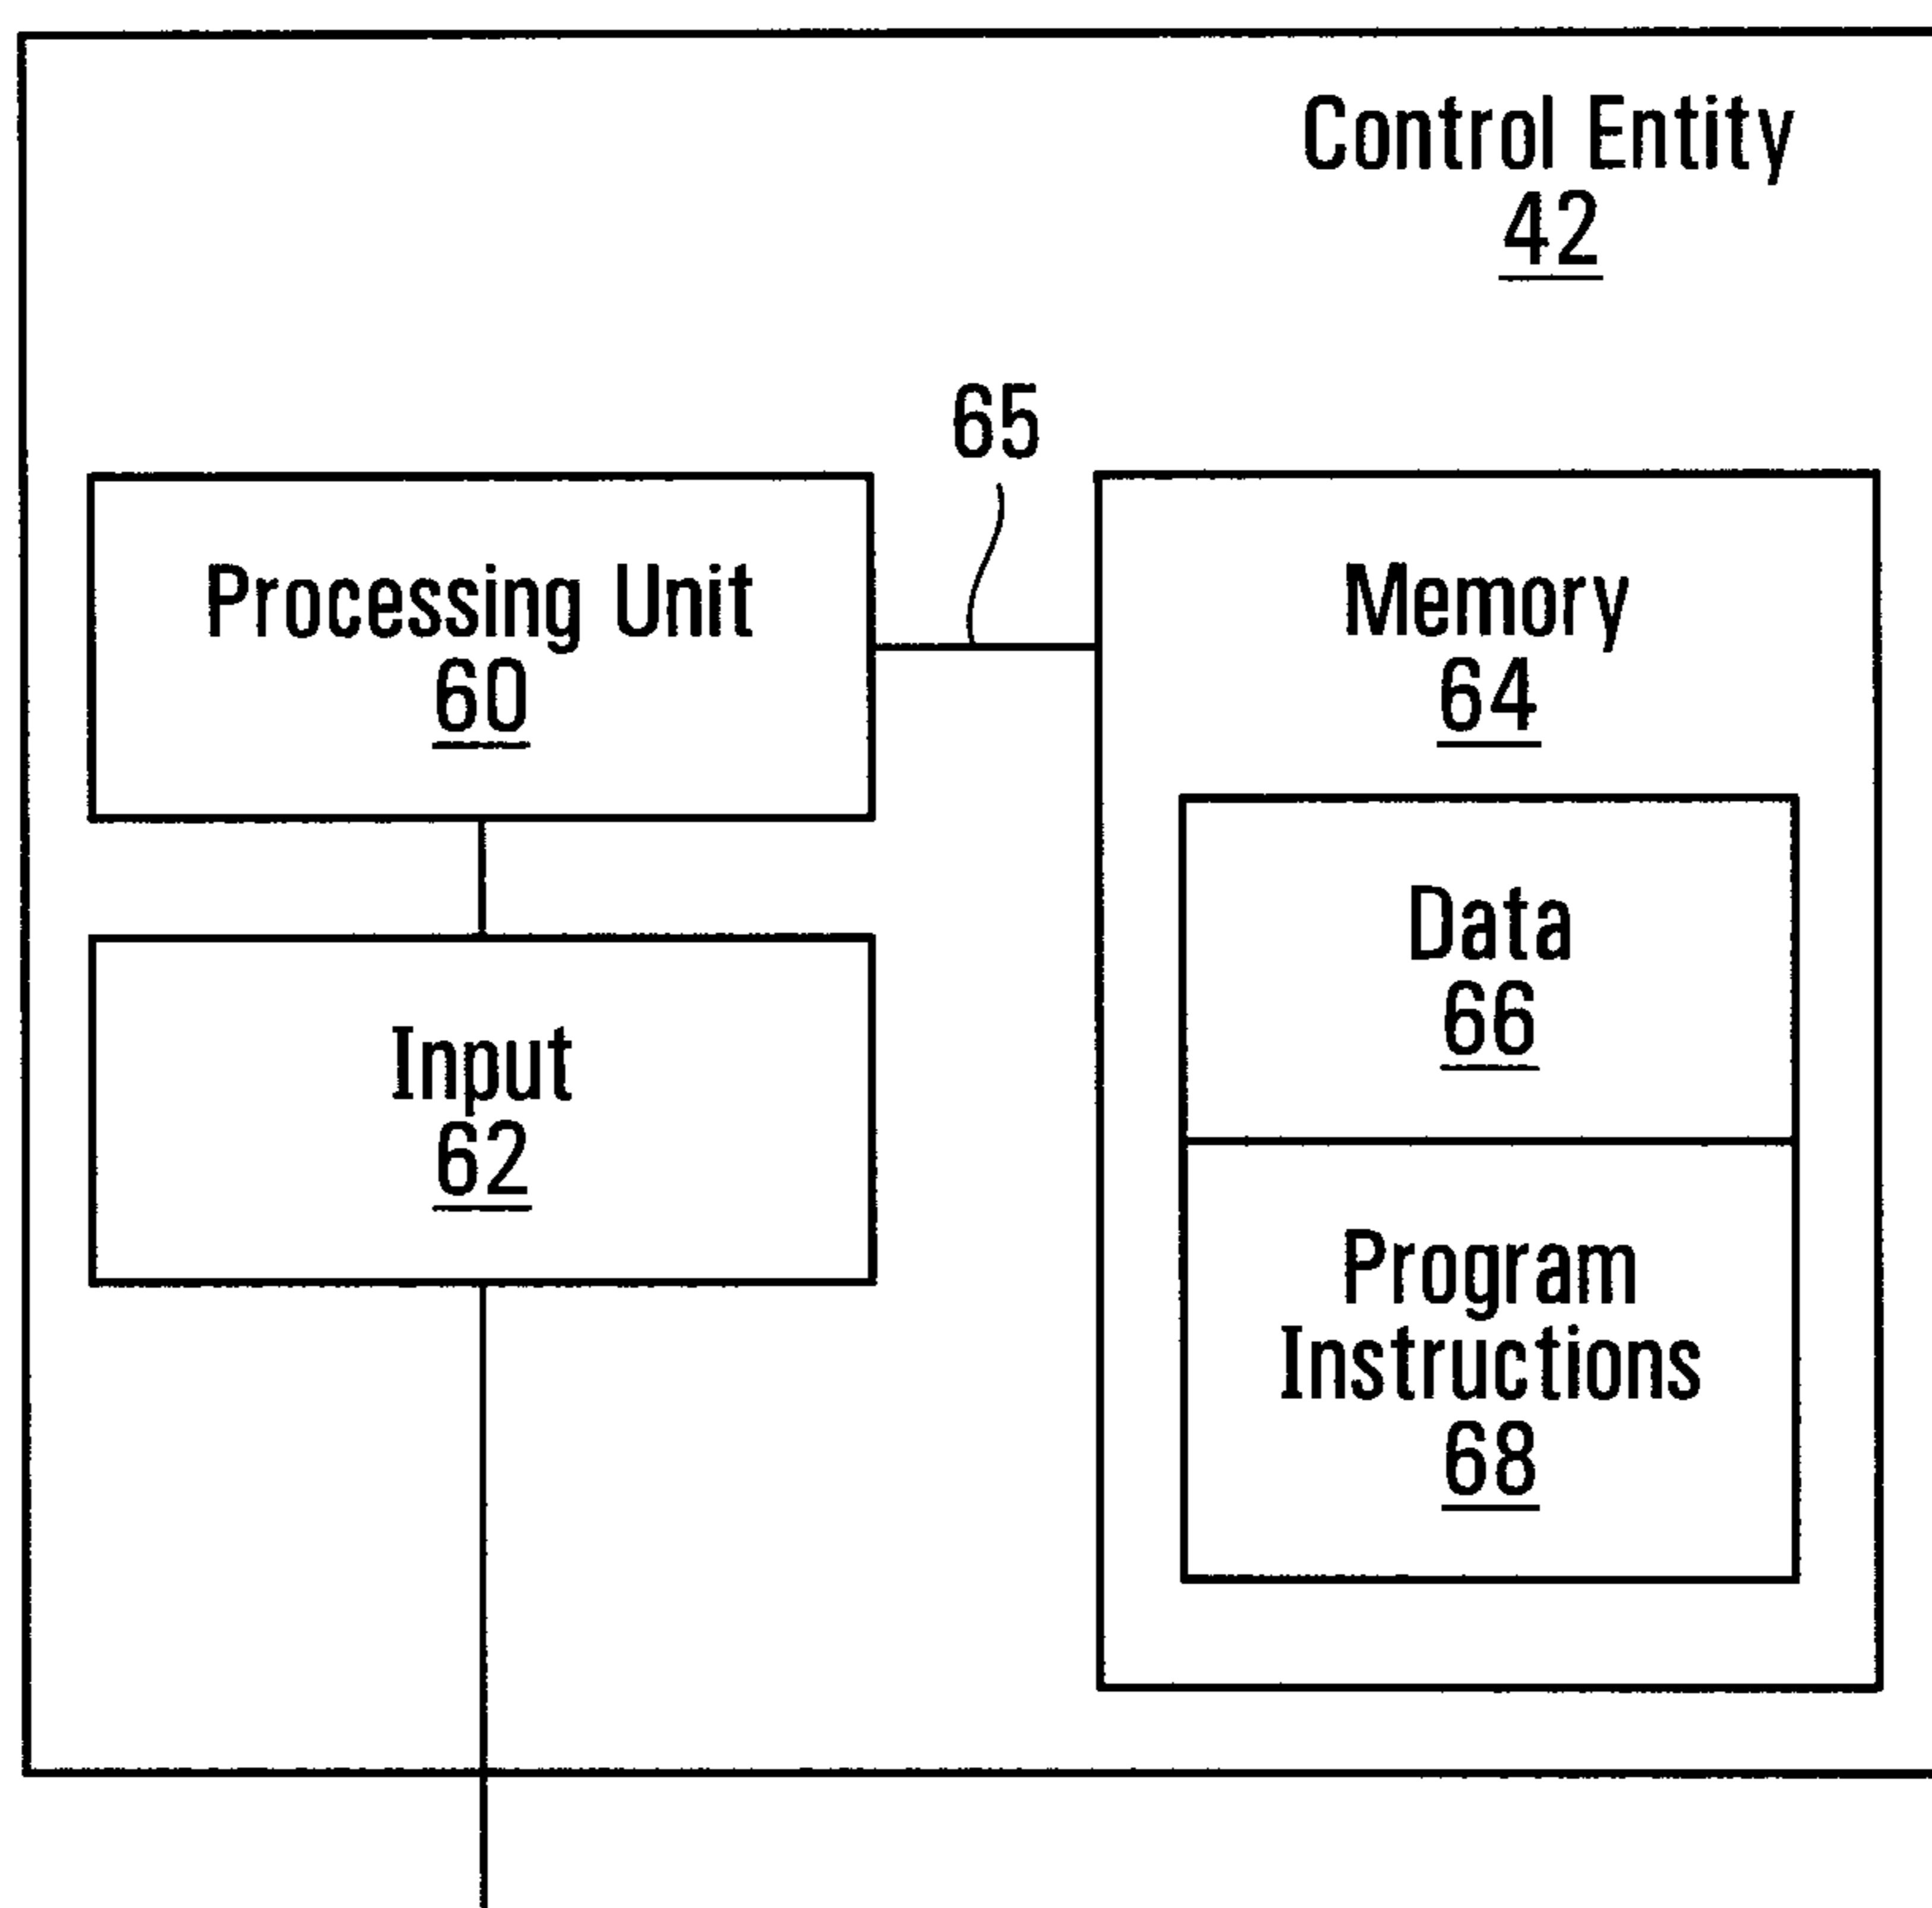 Control Entity
42
65
Processing Unit
60
Memory
64
Data
66
Input
62
Program
Instructions
68